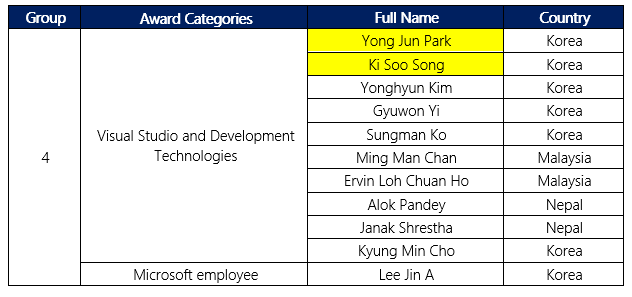 Group Award Categories Full Name Country
Yong Jun Park Korea
Ki Soo Song Korea
Yonghyun Kim Korea
Gyuwon Yi Korea
Visual Studio and Development Sungman Ko Korea
4 Technologies Ming Man Chan Malaysia
Ervin Loh Chuan Ho Malaysia
Alok Pandey Nepal
Janak Shrestha Nepal
Kyung Min Cho Korea
Microsoft employee Lee Jin A Korea